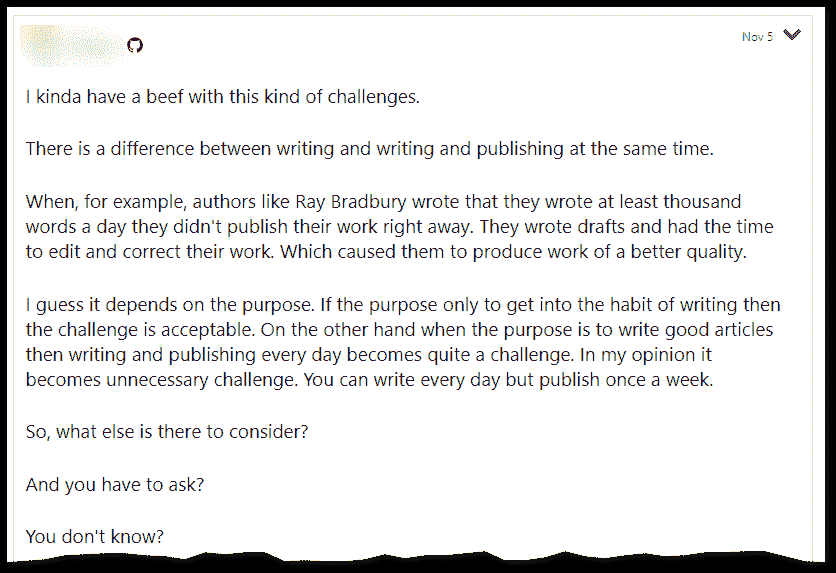 Nov 5
I kinda have a beef with this kind of challenges.
There is a difference between writing and writing and publishing at the same time.
When, for example, authors like Ray Bradbury wrote that they wrote at least thousand
words a day they didn't publish their work right away. They wrote drafts and had the time
to edit and correct their work. Which caused them to produce work of a better quality.
I guess it depends on the purpose. If the purpose only to get into the habit of writing then
the challenge is acceptable. On the other hand when the purpose is to write good articles
then writing and publishing every day becomes quite a challenge. In my opinion it
becomes unnecessary challenge. You can write every day but publish once a week.
So, what else is there to consider?
And you have to ask?
You don't know?